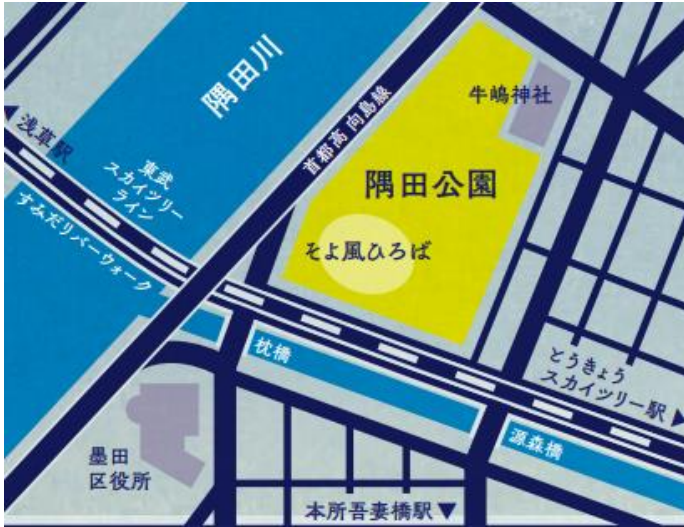 隅田川
牛嶋神社
◀浅草駅
首都高 向島線
東武
スカイツリー
ライン
隅田公園
すみだリバーウォーク
そよ風ひろば
枕橋
とうきょう
スカイツリー駅▶
源森橋
墨田
区役所
本所吾妻橋駅▼